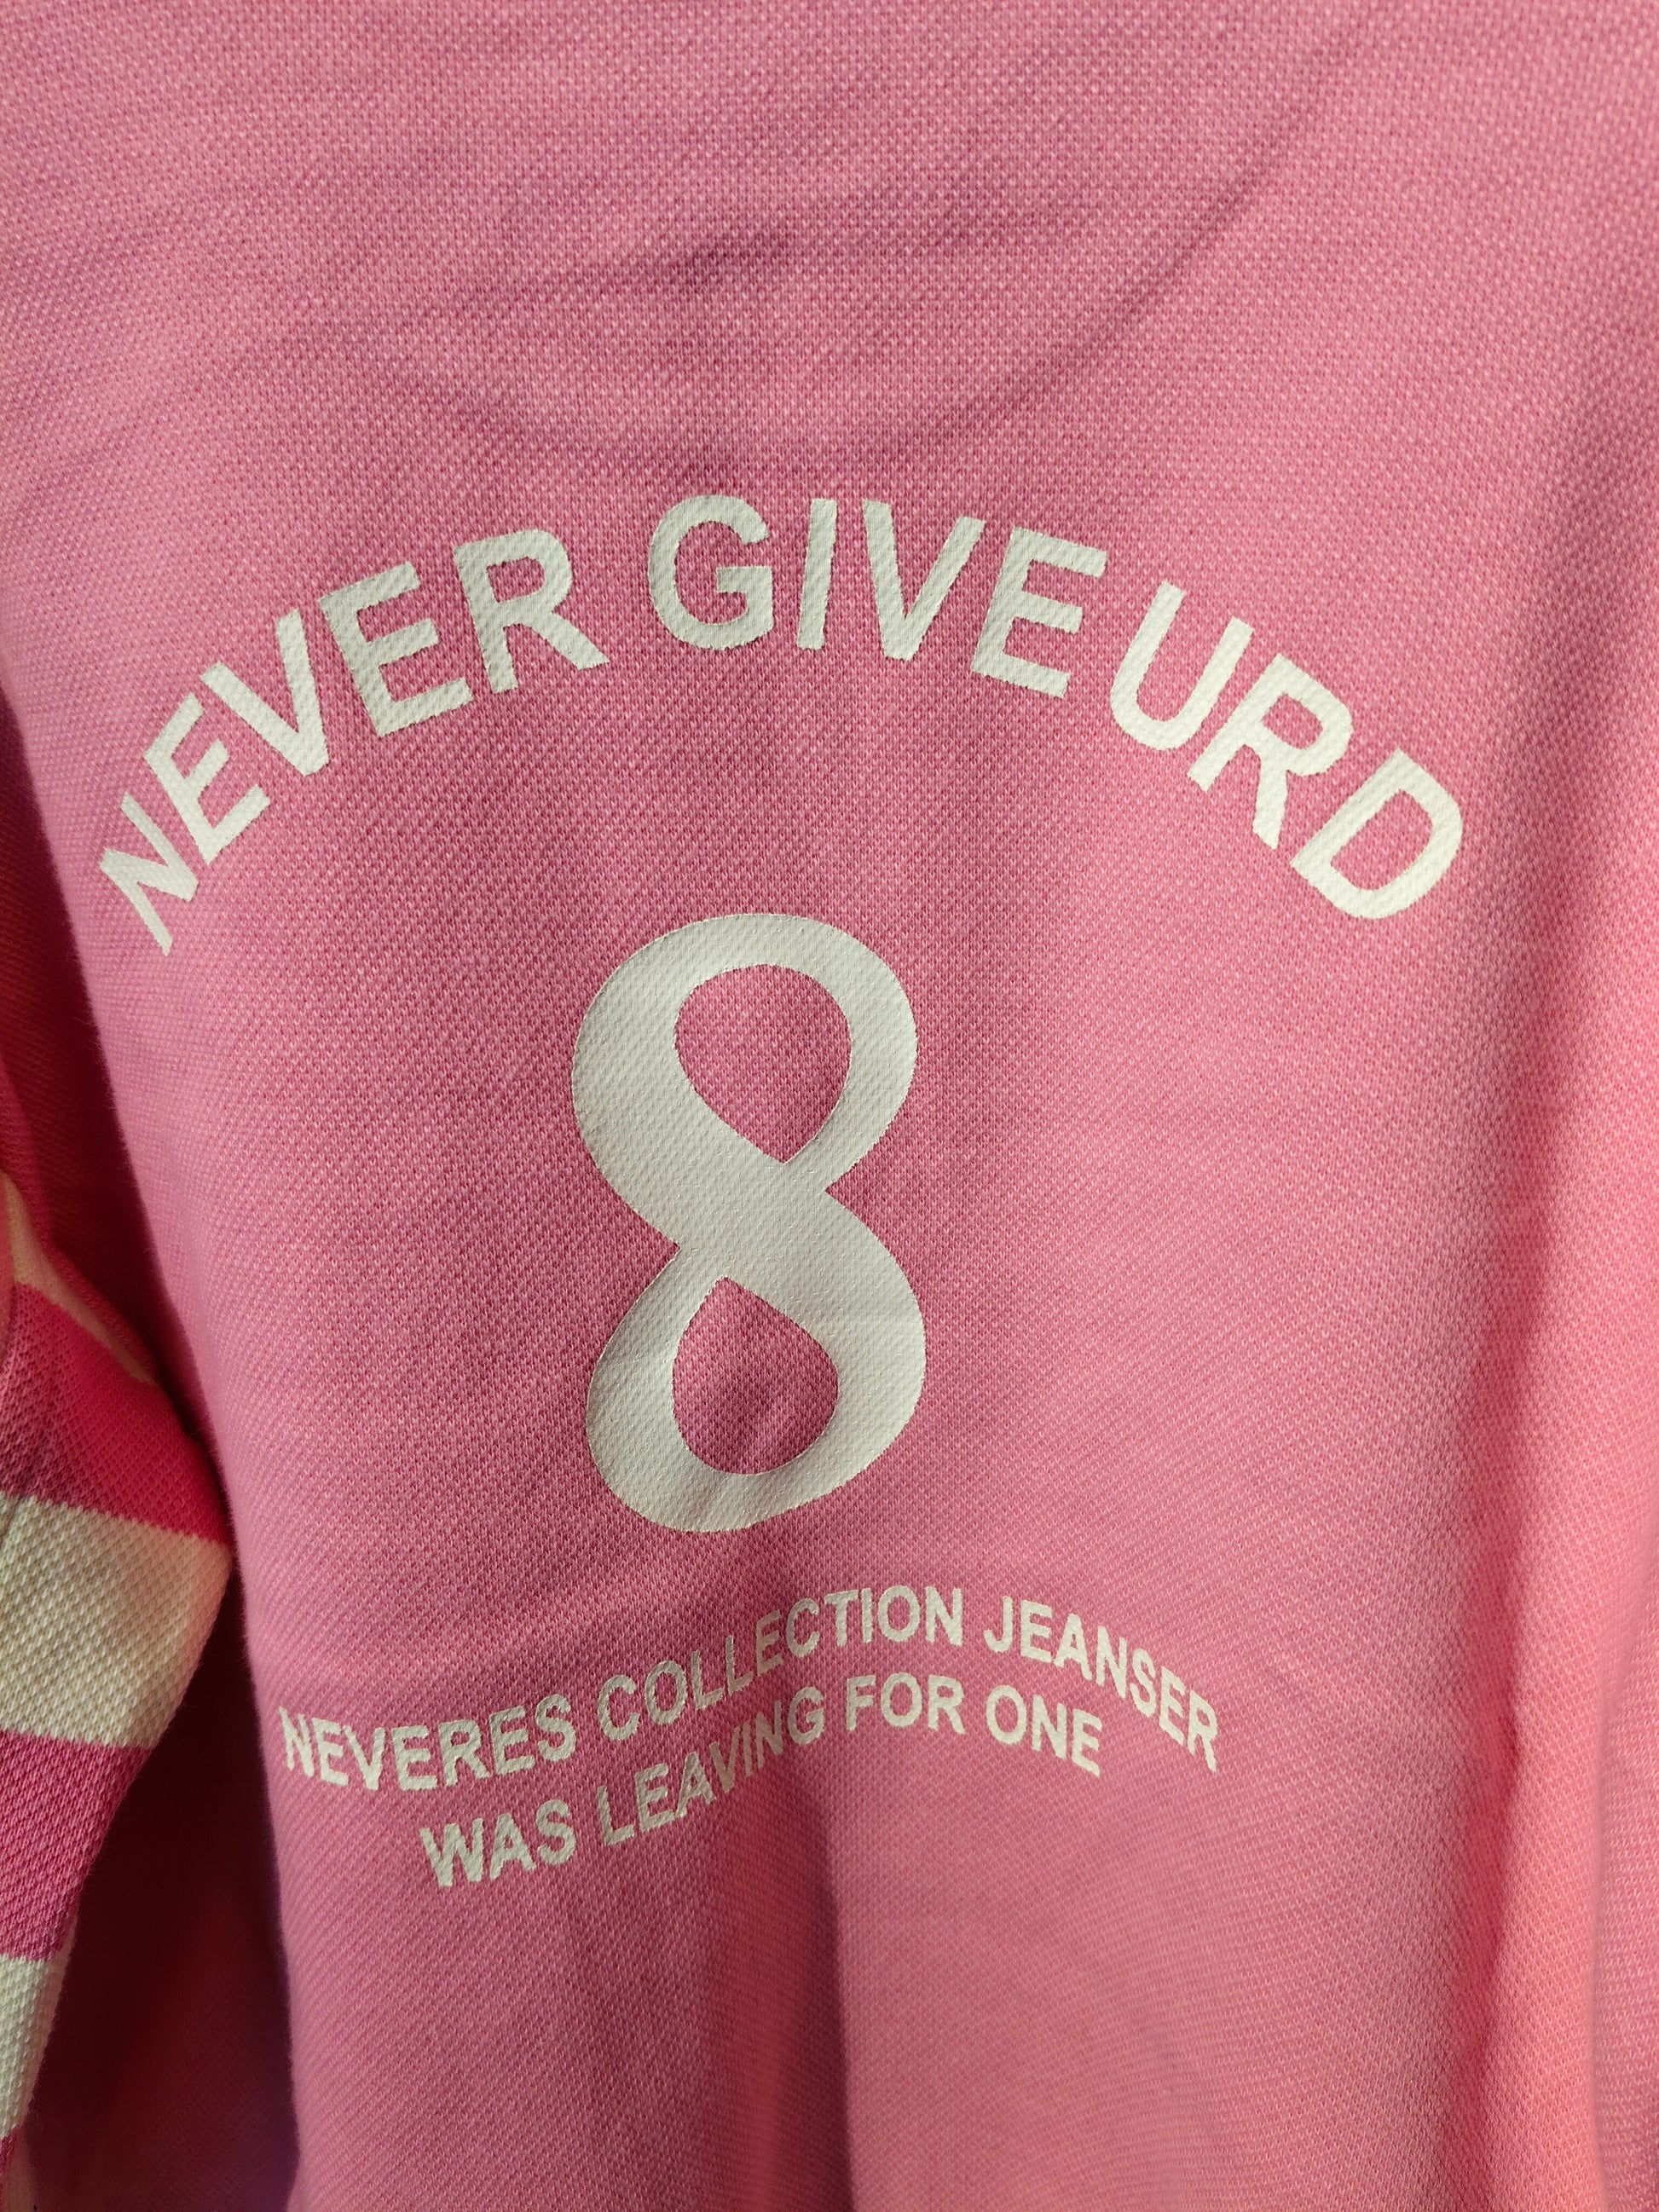 NEVER GIVE URD
8
NEVERES COLLECTION JEANSER
WAS LEAVING FOR ONE